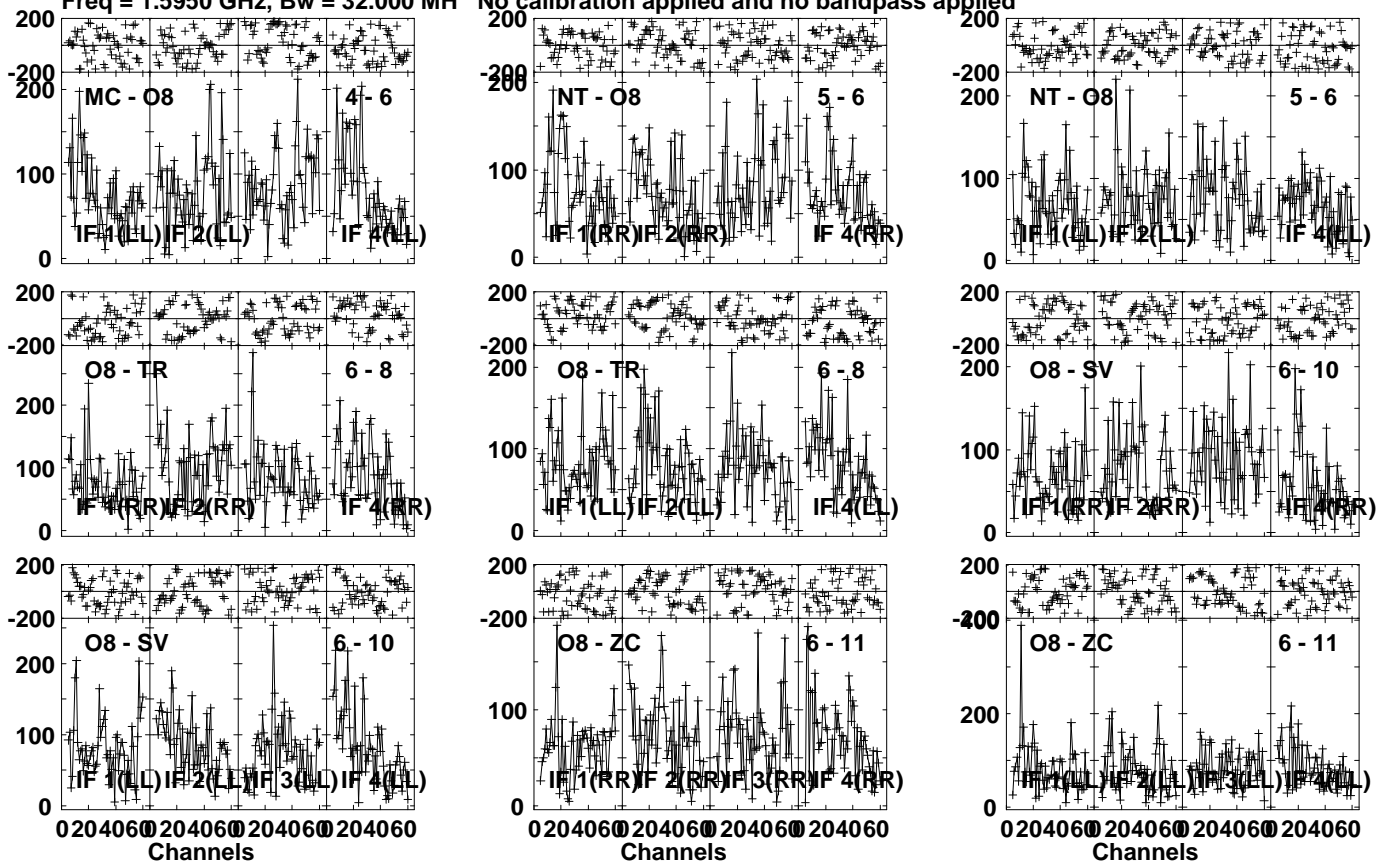 Freq = 1.5950 GHz, Bw = 32.000 MH No calibration applied and no bandpass applied
200 200 200
-200 -200 -200
200 200 200
MC - O8 4 - 6 NT - O8 5 - 6 NT - O8 5 - 6
100 100 100
IF 1(LL) IF 2(LL) IF 4(LL) IF 1(RR) IF 2(RR) IF 4(RR) IF 1(LL) IF 2(LL) IF 4(LL)
0 0 0
200 200 200
-200 -200 -200
O8 - TR 6 - 8 O8 - TR 6 - 8 O8 - SV 6 - 10
200 200 200
100 100 100
IF 1(RR) IF 2(RR) IF 4(RR) IF 1(LL) IF 2(LL) IF 4(LL) IF 1(RR) IF 2(RR) IF 4(RR)
0 0 0
200 200 200
-200 -200 -200
400
O8 - SV 6 - 10 O8 - ZC 6 - 11 O8 - ZC 6 - 11
200 200
100 100 200
IF 1(LL) IF 2(LL) IF 3(LL) IF 4(LL) IF 1(RR) IF 2(RR) IF 3(RR) IF 4(RR) IF 1(LL) IF 2(LL) IF 3(LL) IF 4(LL)
0 0 0
0 20 40 60 0 20 40 60 0 20 40 60 0 20 40 60 0 20 40 60 0 20 40 60 0 20 40 60 0 20 40 60 0 20 40 60 0 20 40 60 0 20 40 60 0 20 40 60
Channels Channels Channels